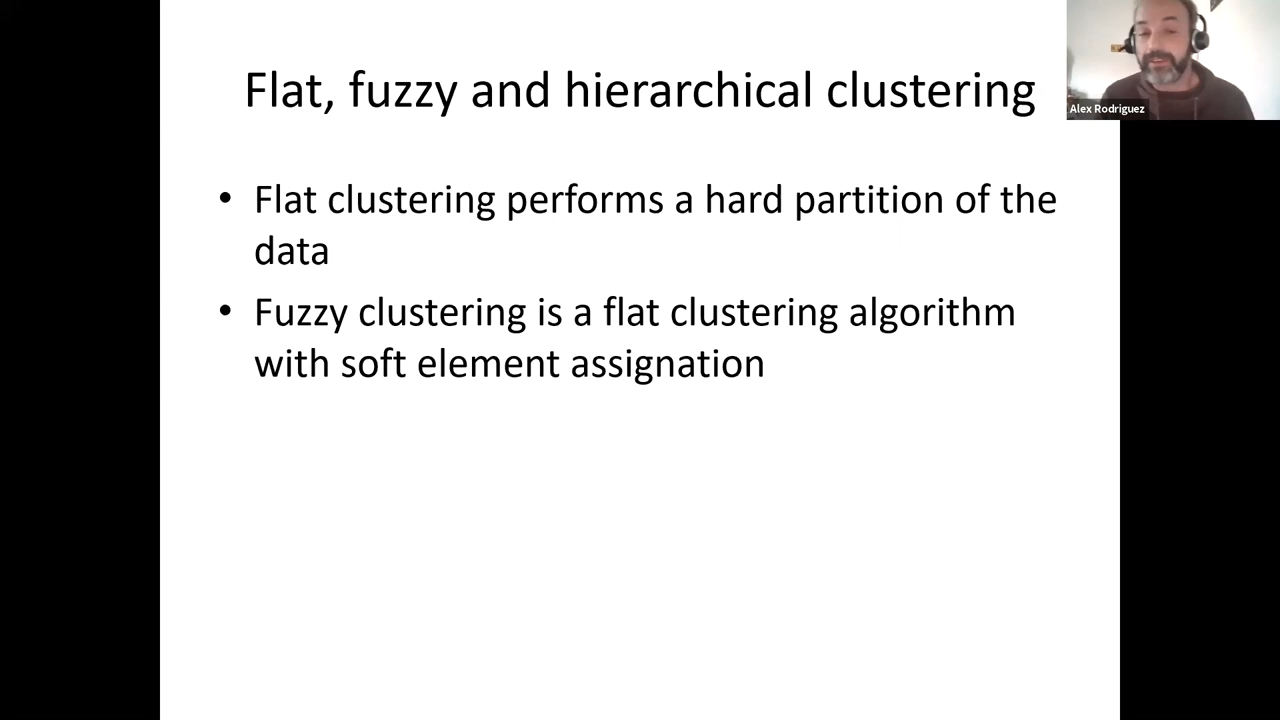 Flat, fuzzy and hierarchical clustering
Alex Rodriguez
• Flat clustering performs a hard partition of the
data
• Fuzzy clustering is a flat clustering algorithm
with soft element assignation